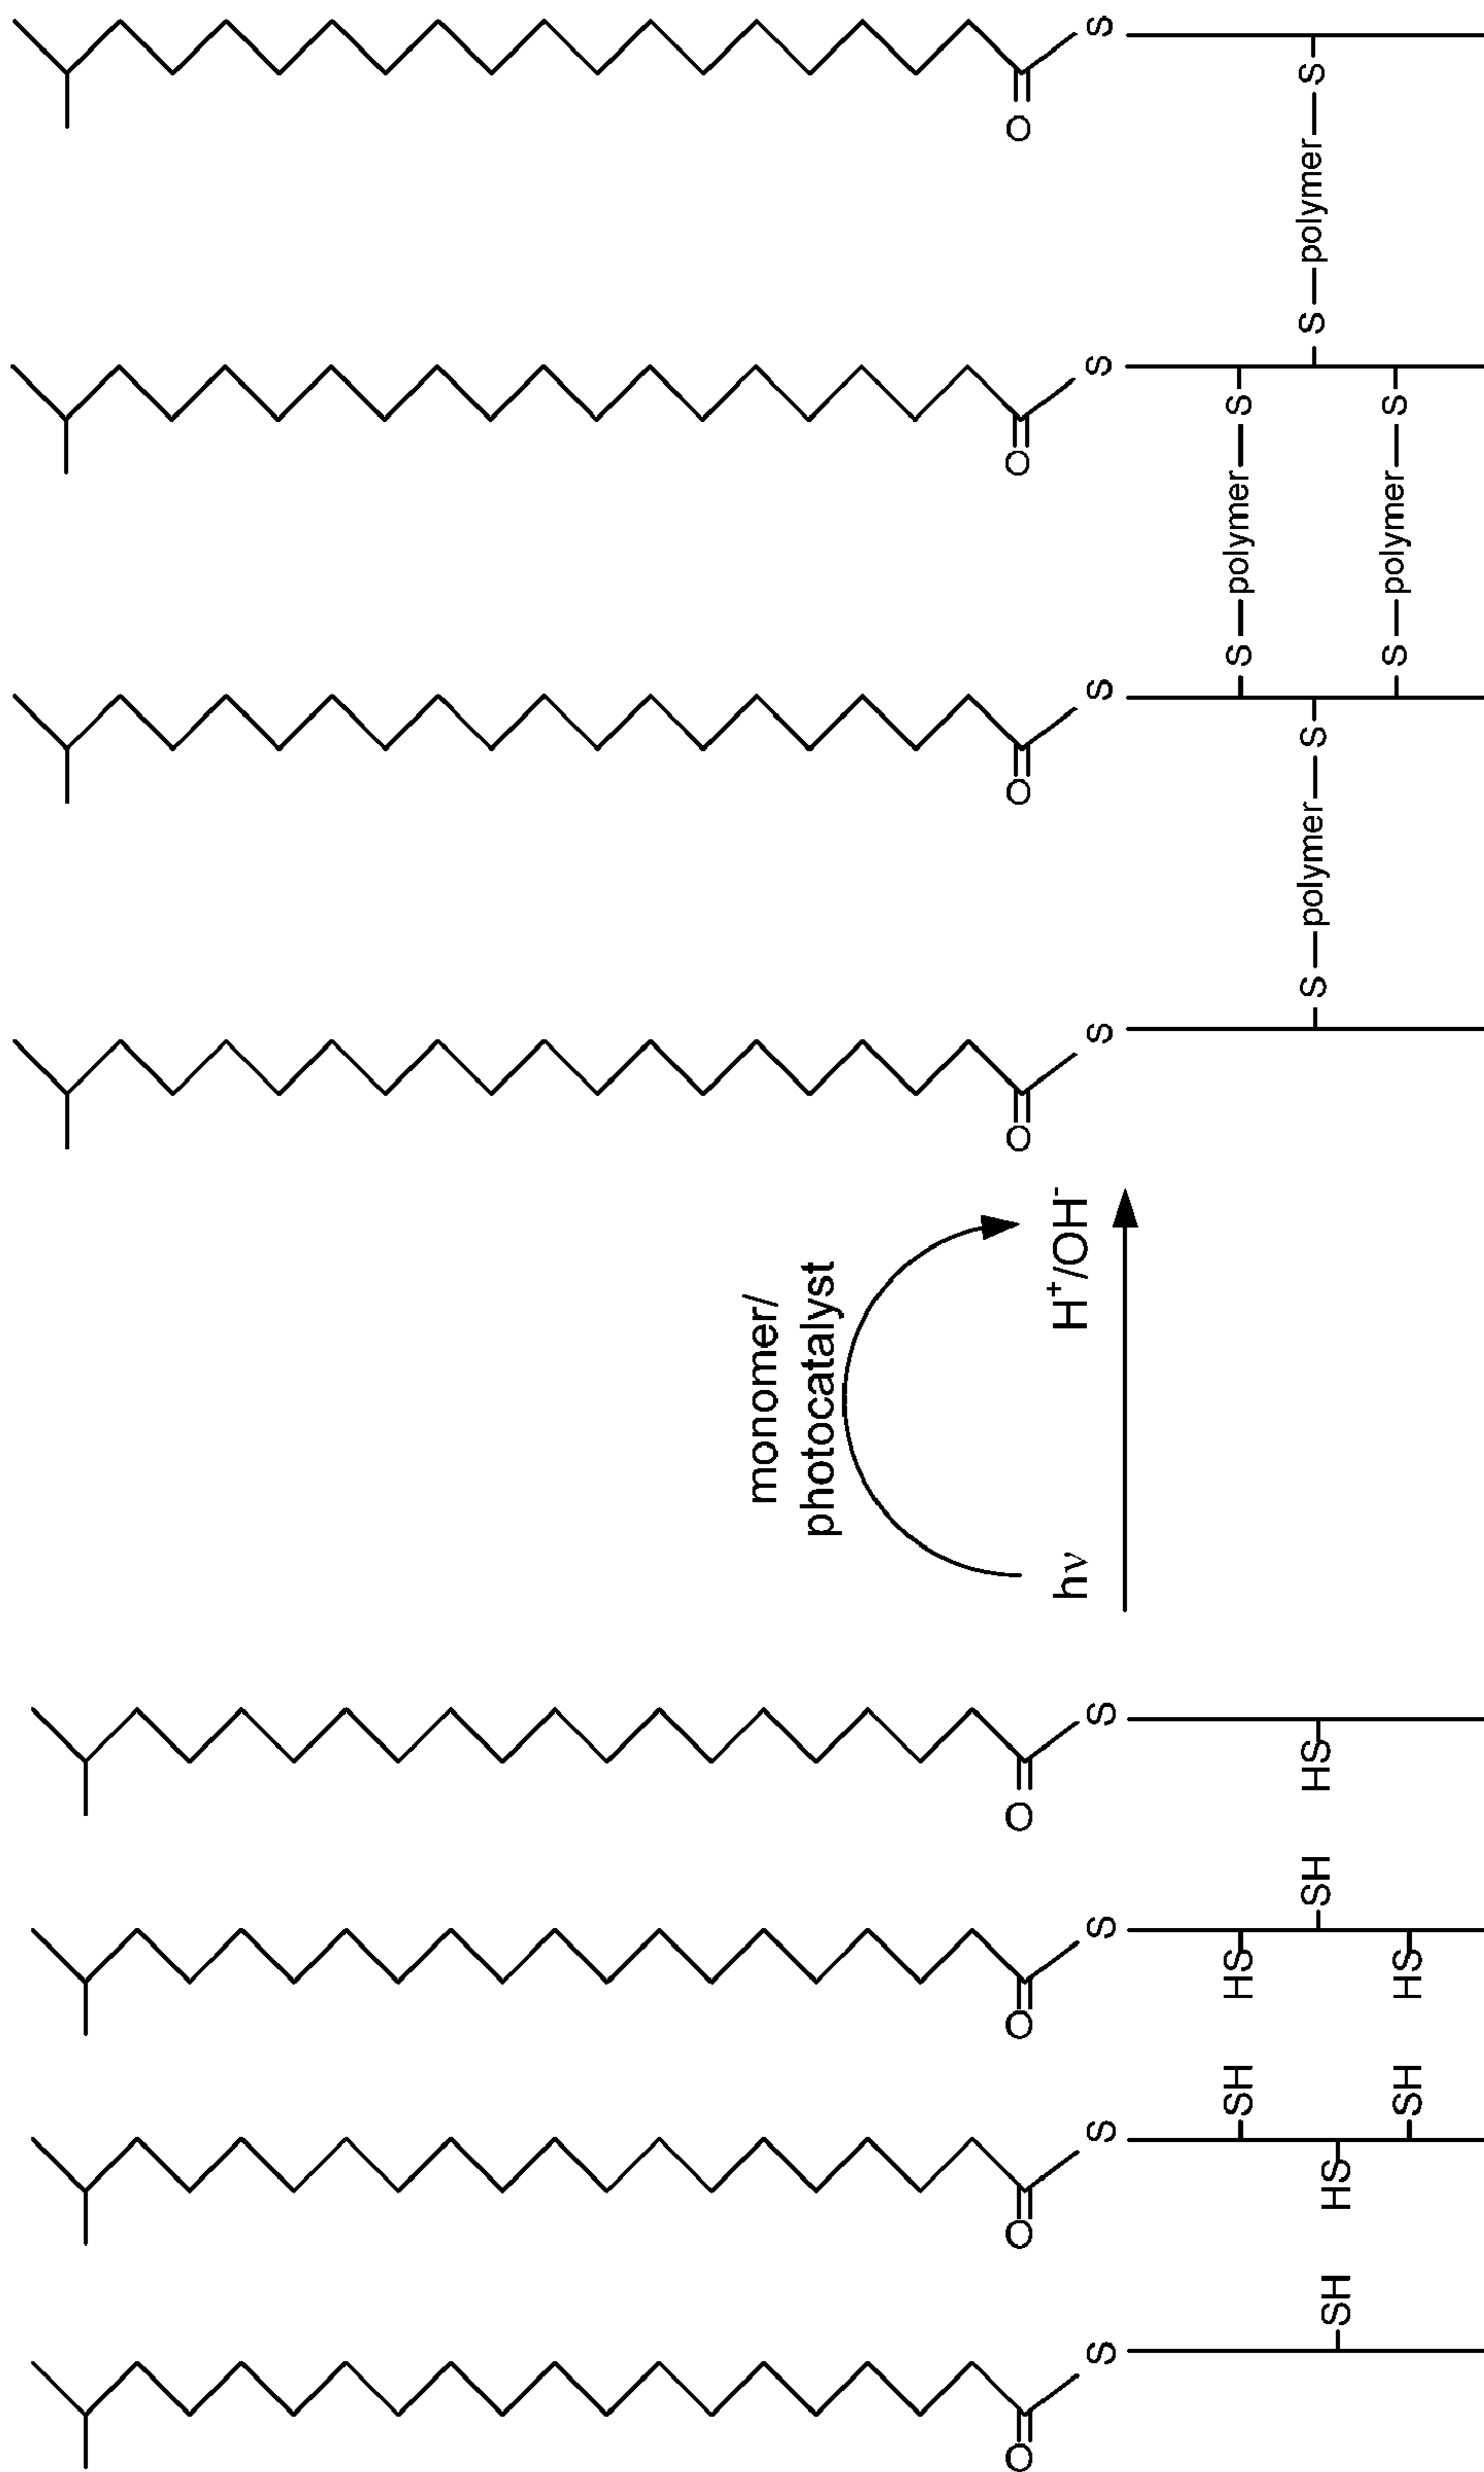 O O O O
S S S S
SH HS
SH HS SH HS
SH HS
monomer/
photocatalyst
hν H⁺/OH⁻
O O O O
S S S S
S—polymer—S
S—polymer—S S—polymer—S
S—polymer—S